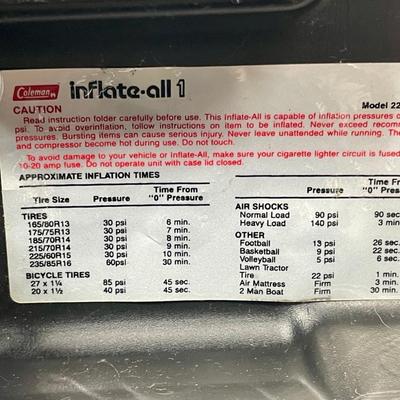 Coleman inflate·all 1
CAUTION Model 22
Read instruction folder carefully before use. This Inflate-All is capable of inflation pressures o
psi. To avoid overinflation, follow instructions on item to be inflated. Never exceed recomm
pressures. Bursting items can cause serious injury. Never leave unattended while running. The
and compressor become hot during use. Do not touch.
To avoid damage to your vehicle or Inflate-All, make sure your cigarette lighter circuit is fused
10-20 amp fuse. Do not operate unit with case lid closed.
APPROXIMATE INFLATION TIMES
Tire Size Pressure Time From "0" Pressure
TIRES
165/80R13 30 psi 6 min.
175/75R13 30 psi 7 min.
185/70R14 30 psi 8 min.
215/70R14 30 psi 9 min.
225/60R15 30 psi 10 min.
235/85R16 60psi 30 min.
BICYCLE TIRES
27 x 1¼ 85 psi 45 sec.
20 x 1½ 40 psi 45 sec.
Pressure Time From "0" Press
AIR SHOCKS
Normal Load 90 psi 90 sec
Heavy Load 140 psi 3 min
OTHER
Football 13 psi 26 sec
Basketball 9 psi 22 sec.
Volleyball 5 psi 6 sec.
Lawn Tractor
Tire 22 psi 1 min.
Air Mattress Firm 3 min.
2 Man Boat Firm 30 min.